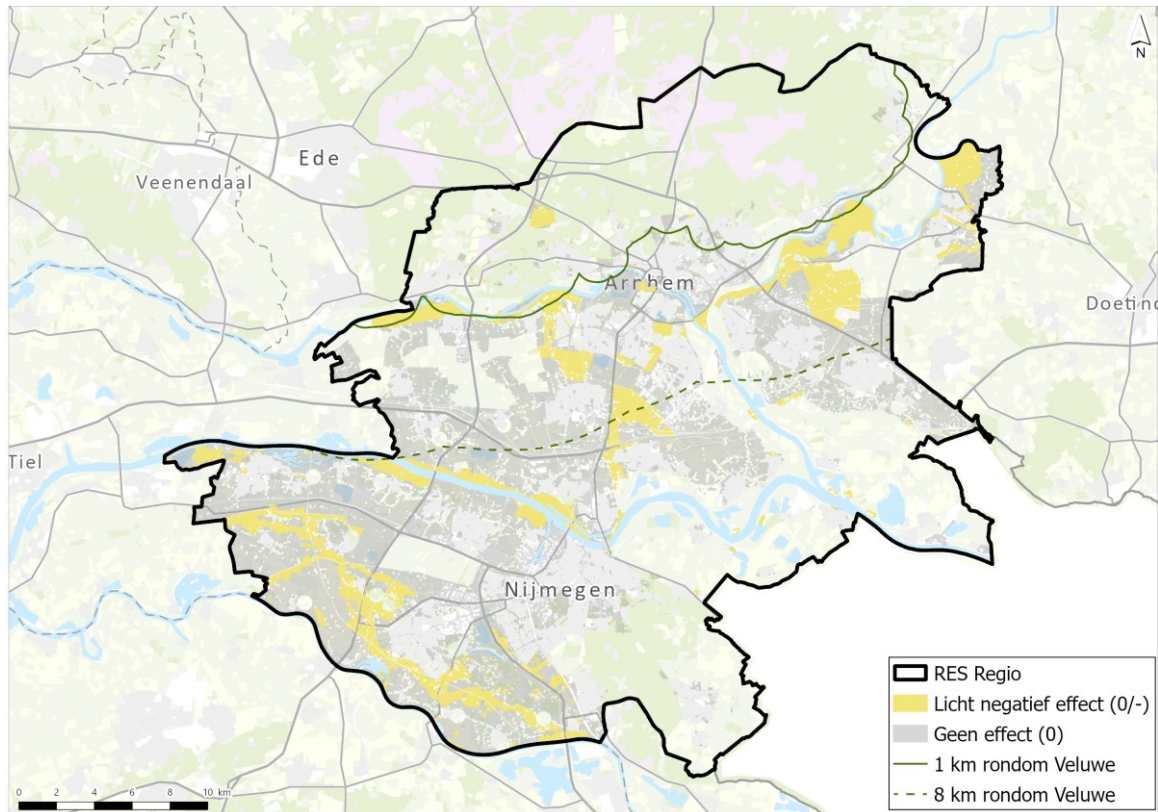 N
Ede
Veenendaal
Arnhem
Doetinc
Tiel
Nijmegen
RES Regio
Licht negatief effect (0/-)
Geen effect (0)
1 km rondom Veluwe
8 km rondom Veluwe
0 2 4 6 8 10 km